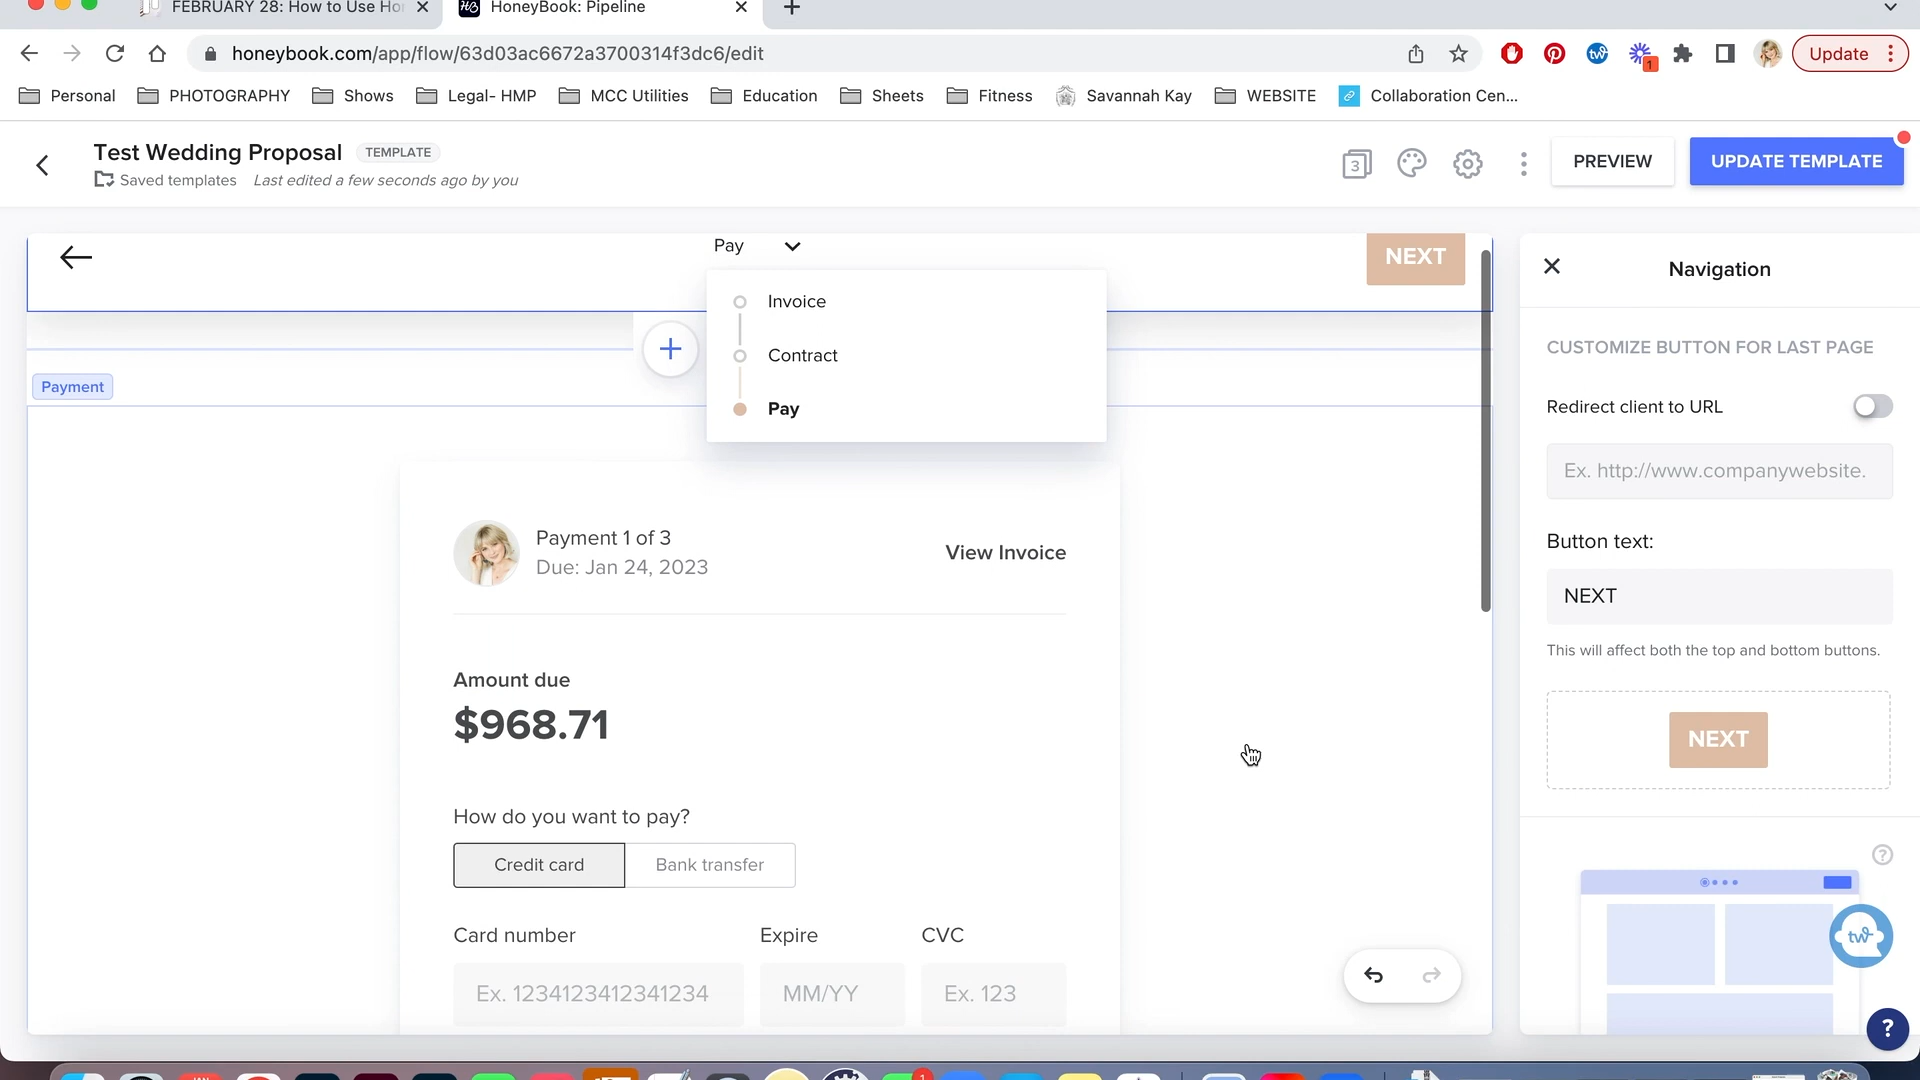 FEBRUARY 28: How to Use Ho
HoneyBook: Pipeline
honeybook.com/app/flow/63d03ac6672a3700314f3dc6/edit
1
Update
Personal
PHOTOGRAPHY
Shows
Legal- HMP
MCC Utilities
Education
Sheets
Fitness
Savannah Kay
WEBSITE
Collaboration Cen...
Test Wedding Proposal
TEMPLATE
Saved templates
Last edited a few seconds ago by you
3
PREVIEW
UPDATE TEMPLATE
Pay
NEXT
Invoice
Contract
Pay
Payment
Payment 1 of 3
Due: Jan 24, 2023
View Invoice
Amount due
$968.71
How do you want to pay?
Credit card
Bank transfer
Card number
Expire
CVC
Ex. 1234123412341234
MM/YY
Ex. 123
Navigation
CUSTOMIZE BUTTON FOR LAST PAGE
Redirect client to URL
Ex. http://www.companywebsite.
Button text:
NEXT
This will affect both the top and bottom buttons.
NEXT
?
tw
?
1